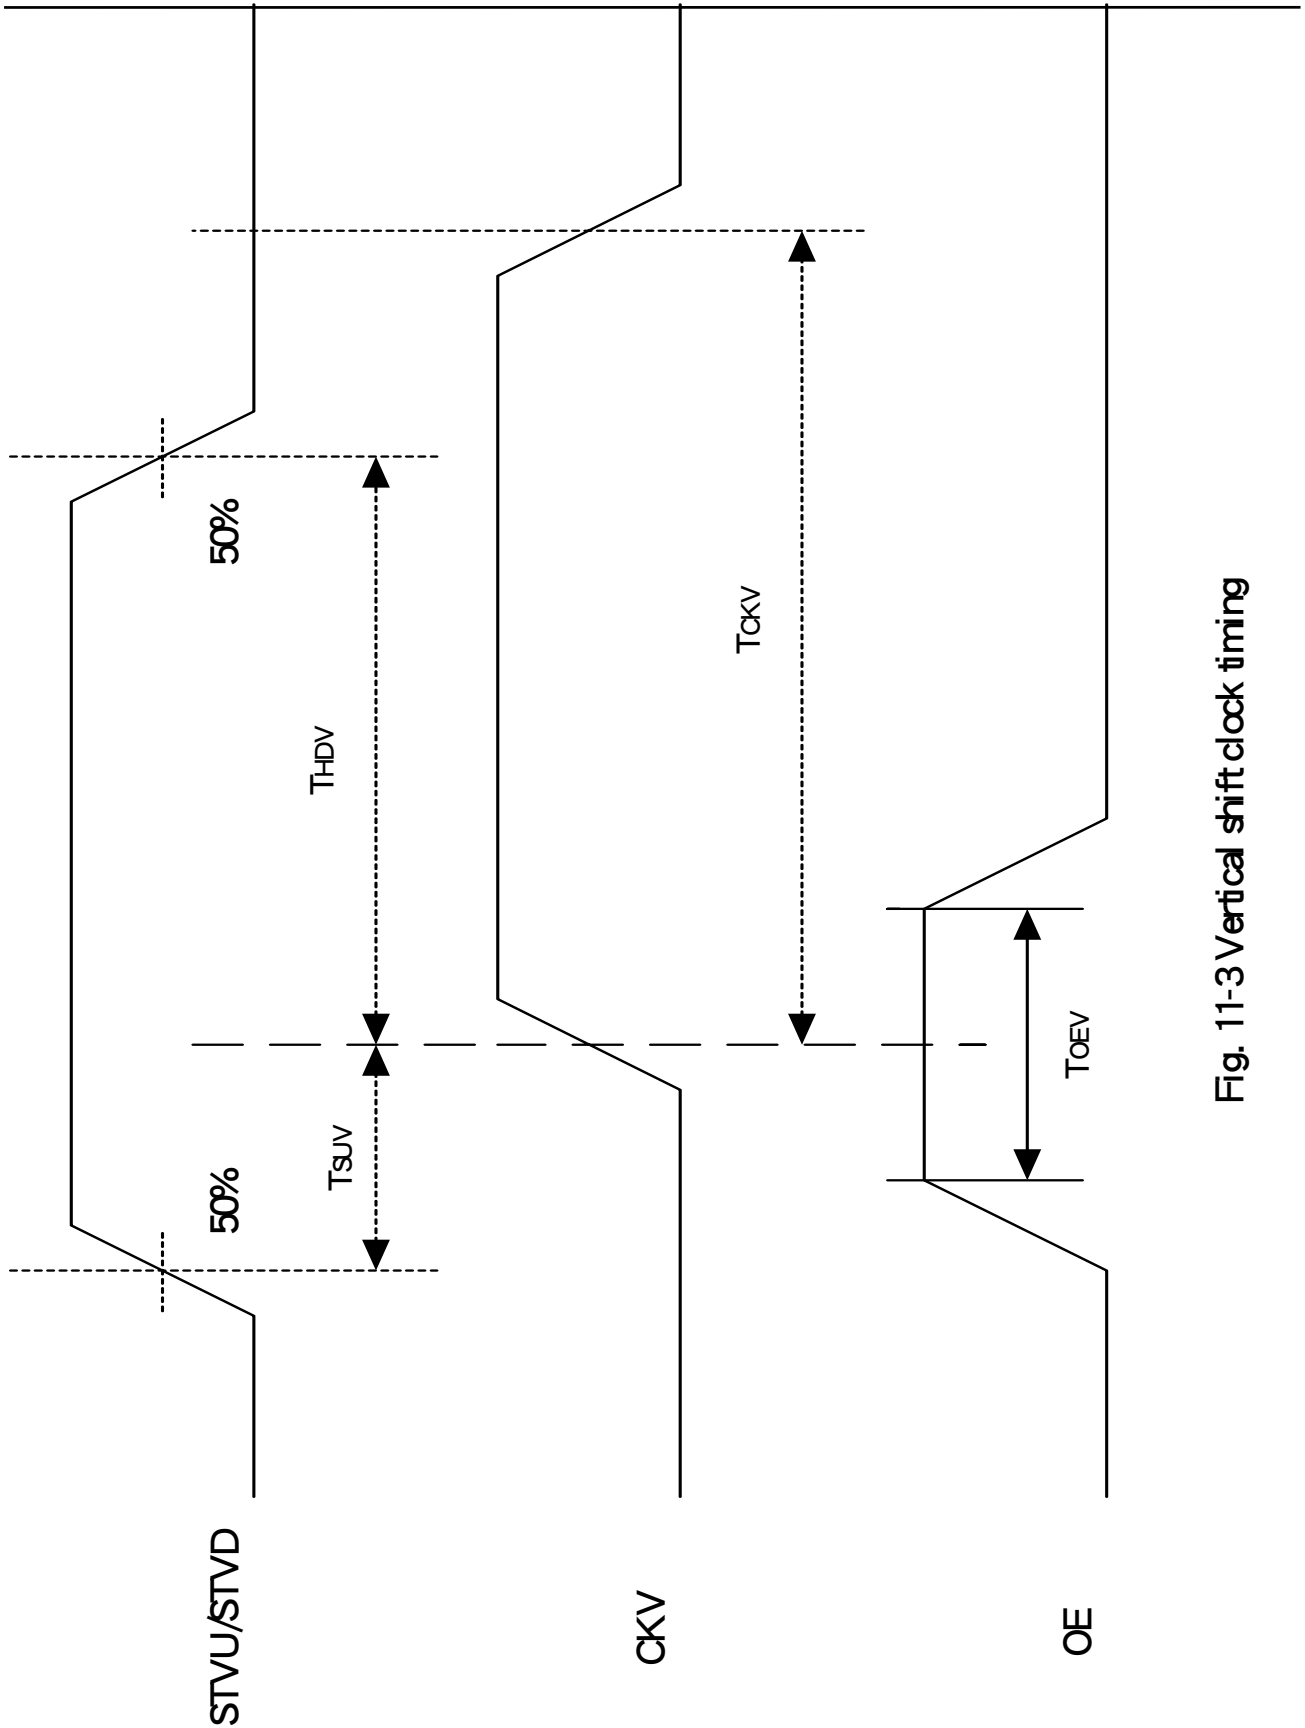 STVU/STVD
50%
50%
TSUV
THDV
CKV
TCKV
OE
TOEV
Fig. 11-3 Vertical shift clock timing